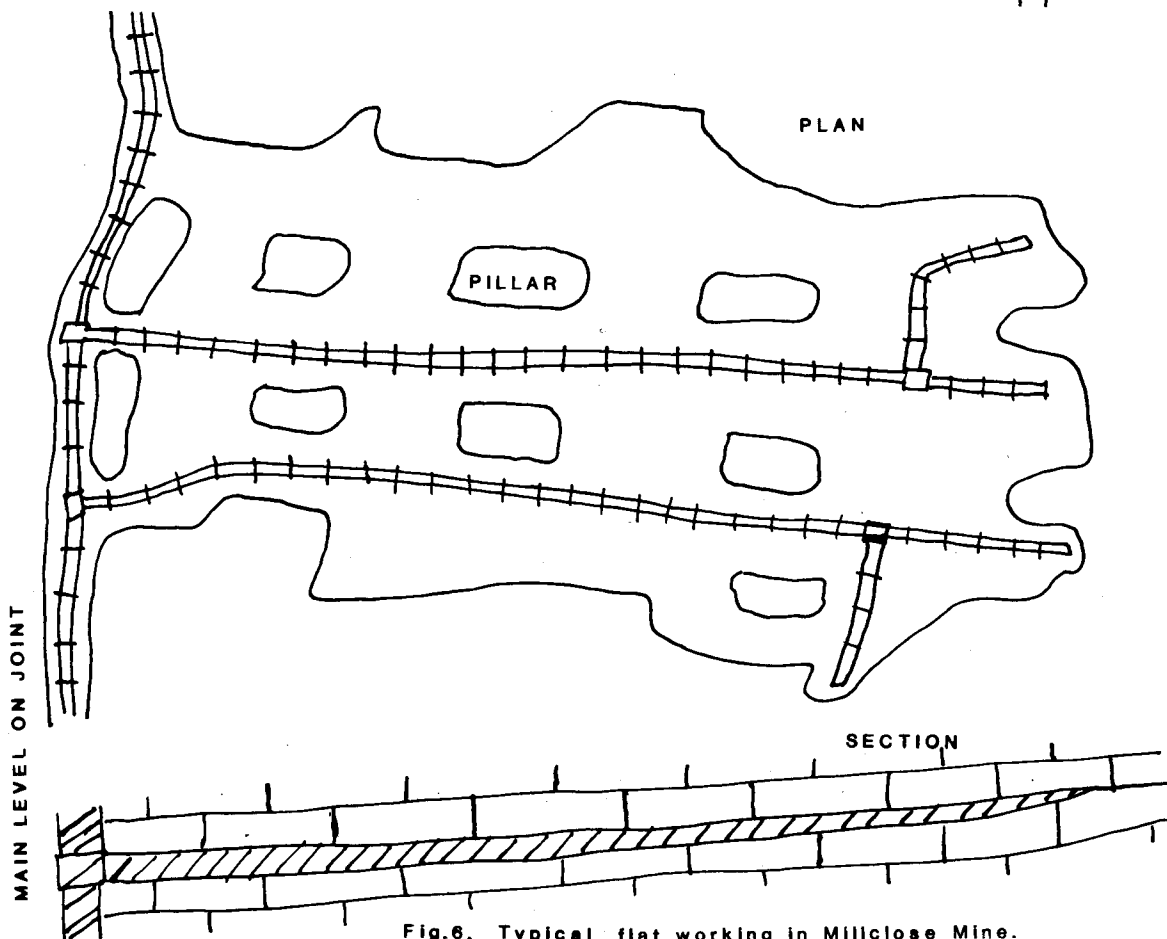 PLAN
PILLAR
MAIN LEVEL ON JOINT
SECTION
Fig.6. Typical flat working in Millclose Mine.